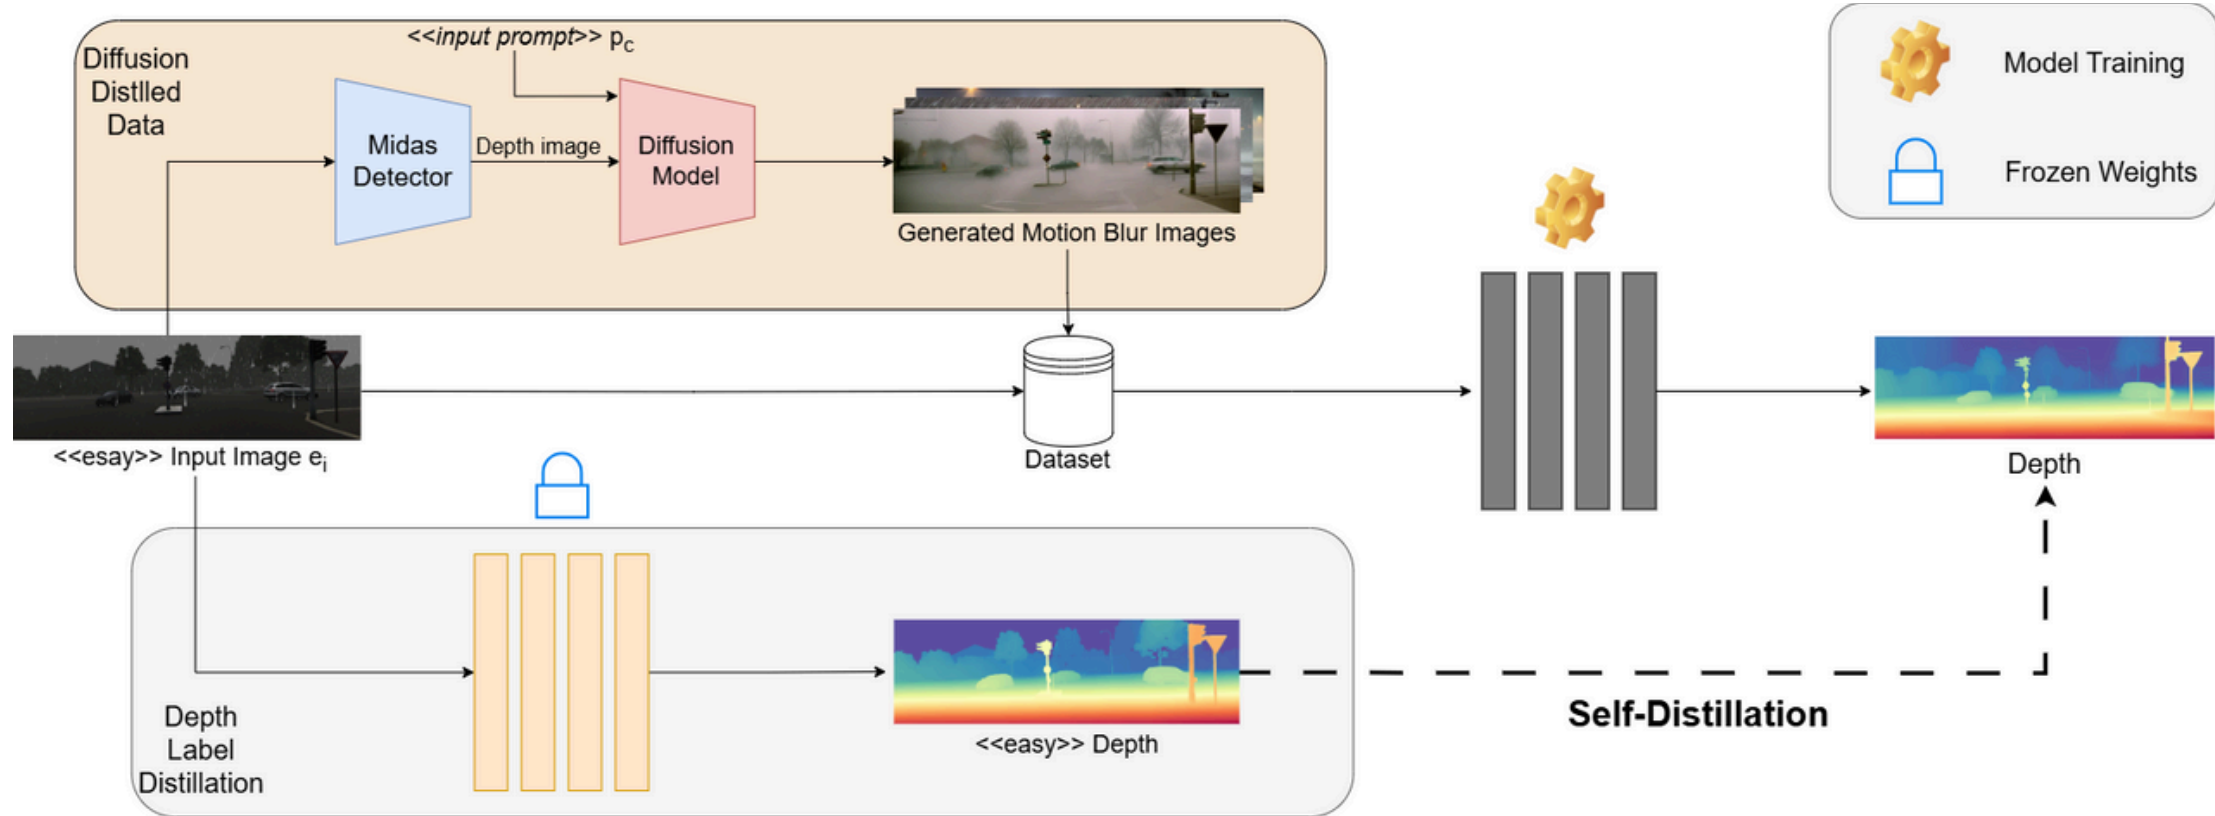 Diffusion
Distlled
Data
<<input prompt>> pc
Midas
Detector
Depth image
Diffusion
Model
Generated Motion Blur Images
Model Training
Frozen Weights
<<esay>> Input Image ei
Dataset
Depth
Depth
Label
Distillation
<<easy>> Depth
Self-Distillation